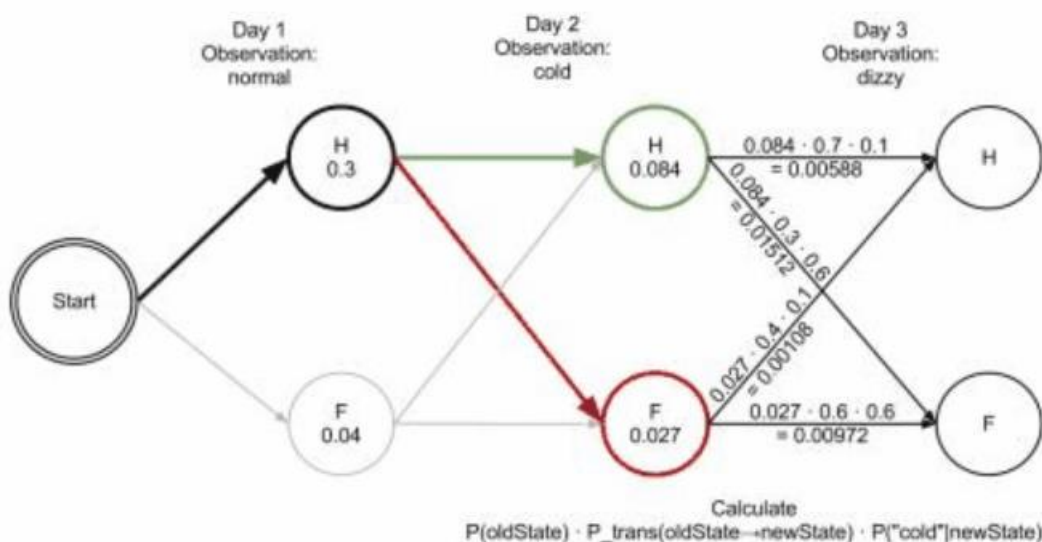 Day 1
Observation:
normal
Day 2
Observation:
cold
Day 3
Observation:
dizzy
H
0.3
H
0.084
0.084 · 0.7 · 0.1
= 0.00588
H
0.084 · 0.3 · 0.6
= 0.01512
Start
0.027 · 0.4 · 0.1
= 0.00108
F
0.04
F
0.027
0.027 · 0.6 · 0.6
= 0.00972
F
Calculate
P(oldState) · P_trans(oldState→newState) · P("cold"|newState)